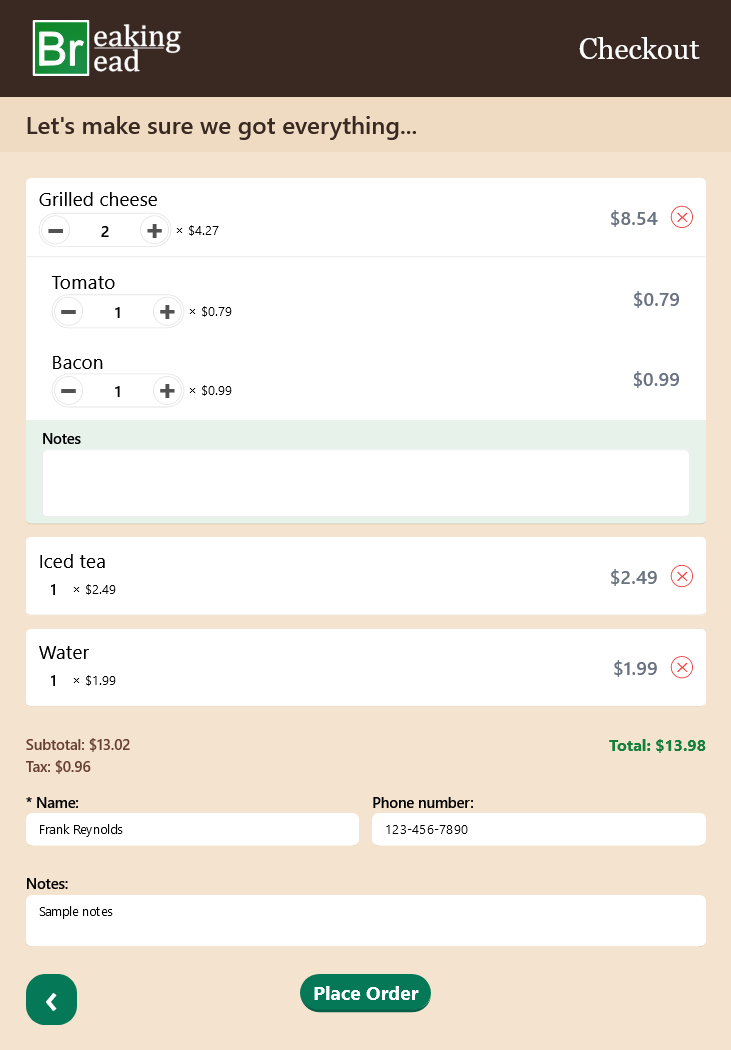 Breaking
Bread
Checkout
Let's make sure we got everything...
Grilled cheese
2 × $4.27
$8.54
Tomato
1 × $0.79
$0.79
Bacon
1 × $0.99
$0.99
Notes
Iced tea
1 × $2.49
$2.49
Water
1 × $1.99
$1.99
Subtotal: $13.02
Total: $13.98
Tax: $0.96
* Name:
Phone number:
Frank Reynolds
123-456-7890
Notes:
Sample notes
Place Order